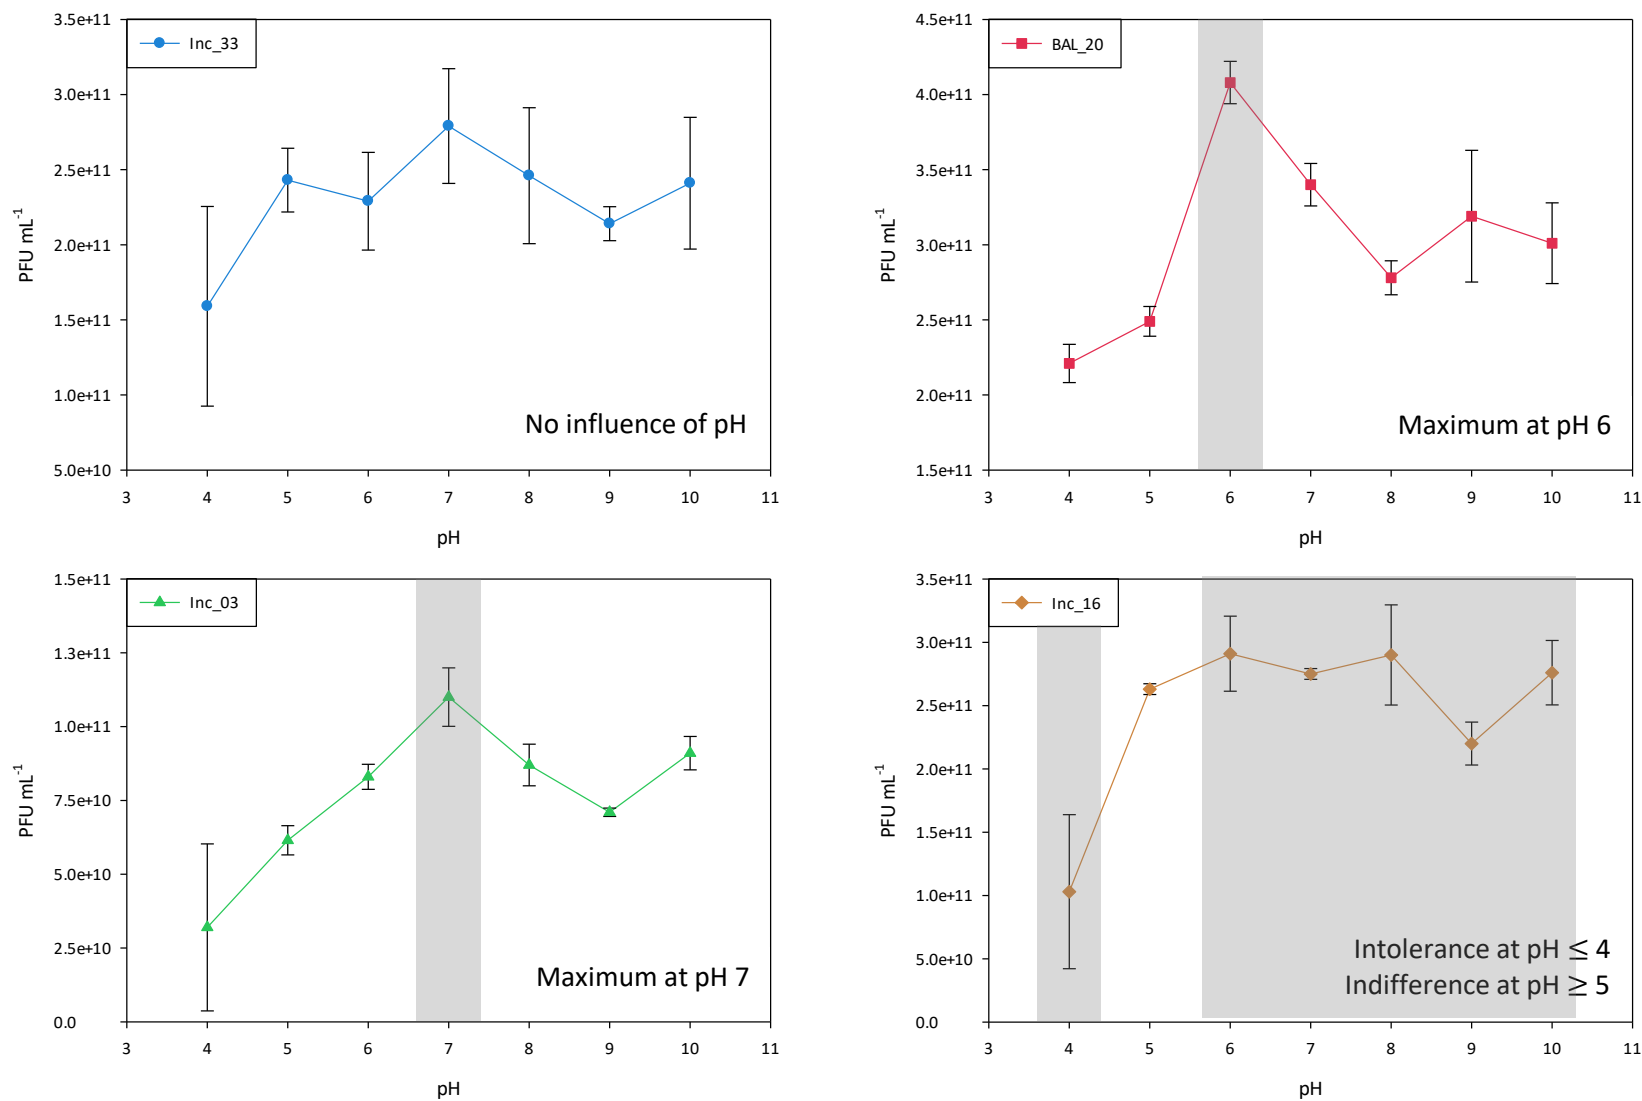 Inc_33
3.5e+11
3.0e+11
2.5e+11
2.0e+11
1.5e+11
1.0e+11
5.0e+10
PFU mL-1
No influence of pH
3 4 5 6 7 8 9 10 11
pH
BAL_20
4.5e+11
4.0e+11
3.5e+11
3.0e+11
2.5e+11
2.0e+11
1.5e+11
PFU mL-1
Maximum at pH 6
3 4 5 6 7 8 9 10 11
pH
Inc_03
1.5e+11
1.3e+11
1.0e+11
7.5e+10
5.0e+10
2.5e+10
0.0
PFU mL-1
Maximum at pH 7
3 4 5 6 7 8 9 10 11
pH
Inc_16
3.5e+11
3.0e+11
2.5e+11
2.0e+11
1.5e+11
1.0e+11
5.0e+10
0.0
PFU mL-1
Intolerance at pH ≤ 4
Indifference at pH ≥ 5
3 4 5 6 7 8 9 10 11
pH